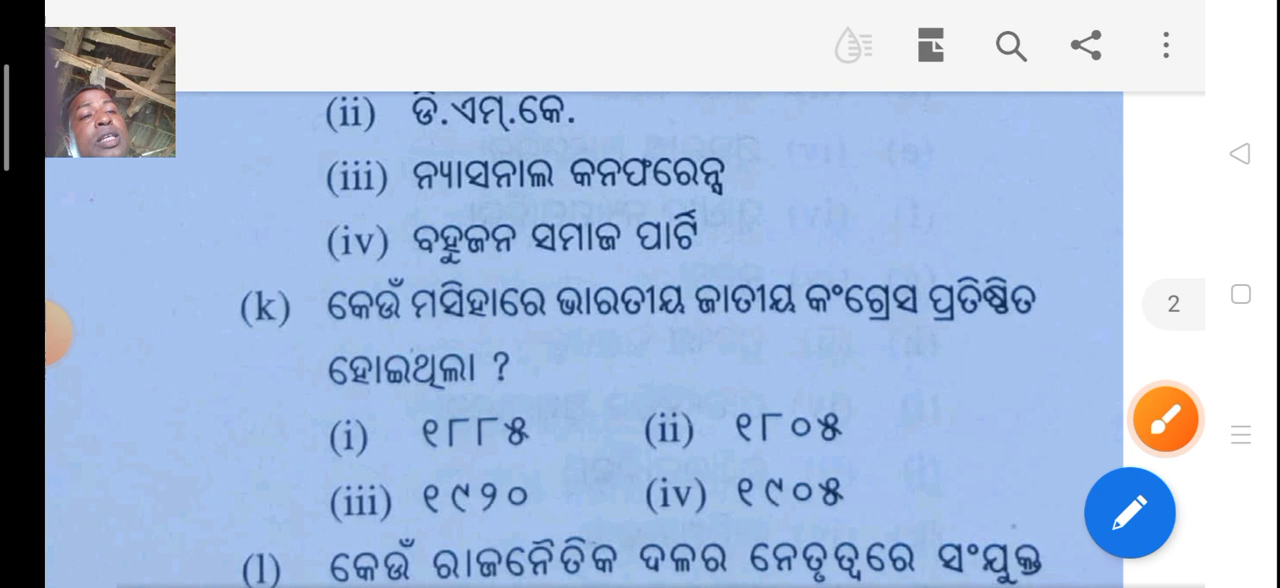 (ii) ଡି.ଏମ୍.କେ.
(iii) ନ୍ୟାସନାଲ କନଫରେନ୍ସ
(iv) ବହୁଜନ ସମାଜ ପାର୍ଟି
(k) କେଉଁ ମସିହାରେ ଭାରତୀୟ ଜାତୀୟ କଂଗ୍ରେସ ପ୍ରତିଷ୍ଠିତ
ହୋଇଥିଲା ?
(i) ୧୮୮୫ (ii) ୧୮୦୫
(iii) ୧୯୨୦ (iv) ୧୯୦୫
(l) କେଉଁ ରାଜନୈତିକ ଦଳର ନେତୃତ୍ୱରେ ସଂଯୁକ୍ତ
2